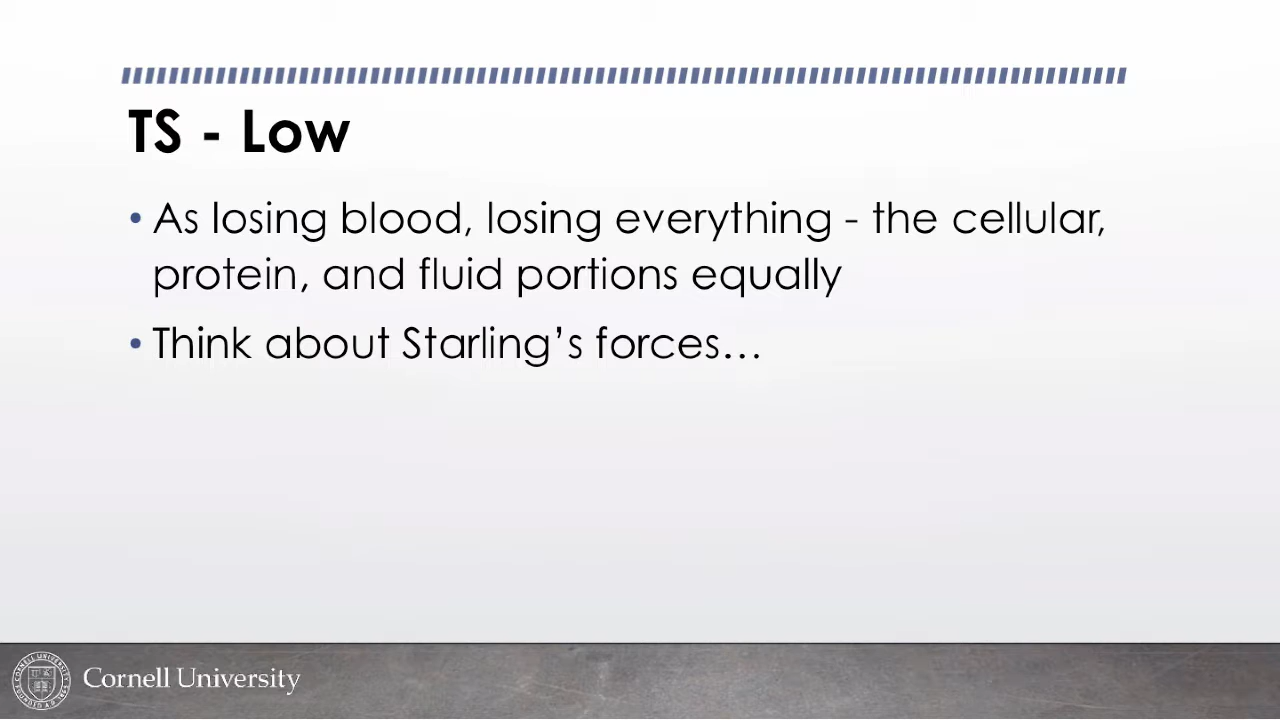 TS - Low
• As losing blood, losing everything - the cellular,
protein, and fluid portions equally
• Think about Starling’s forces…
Cornell University